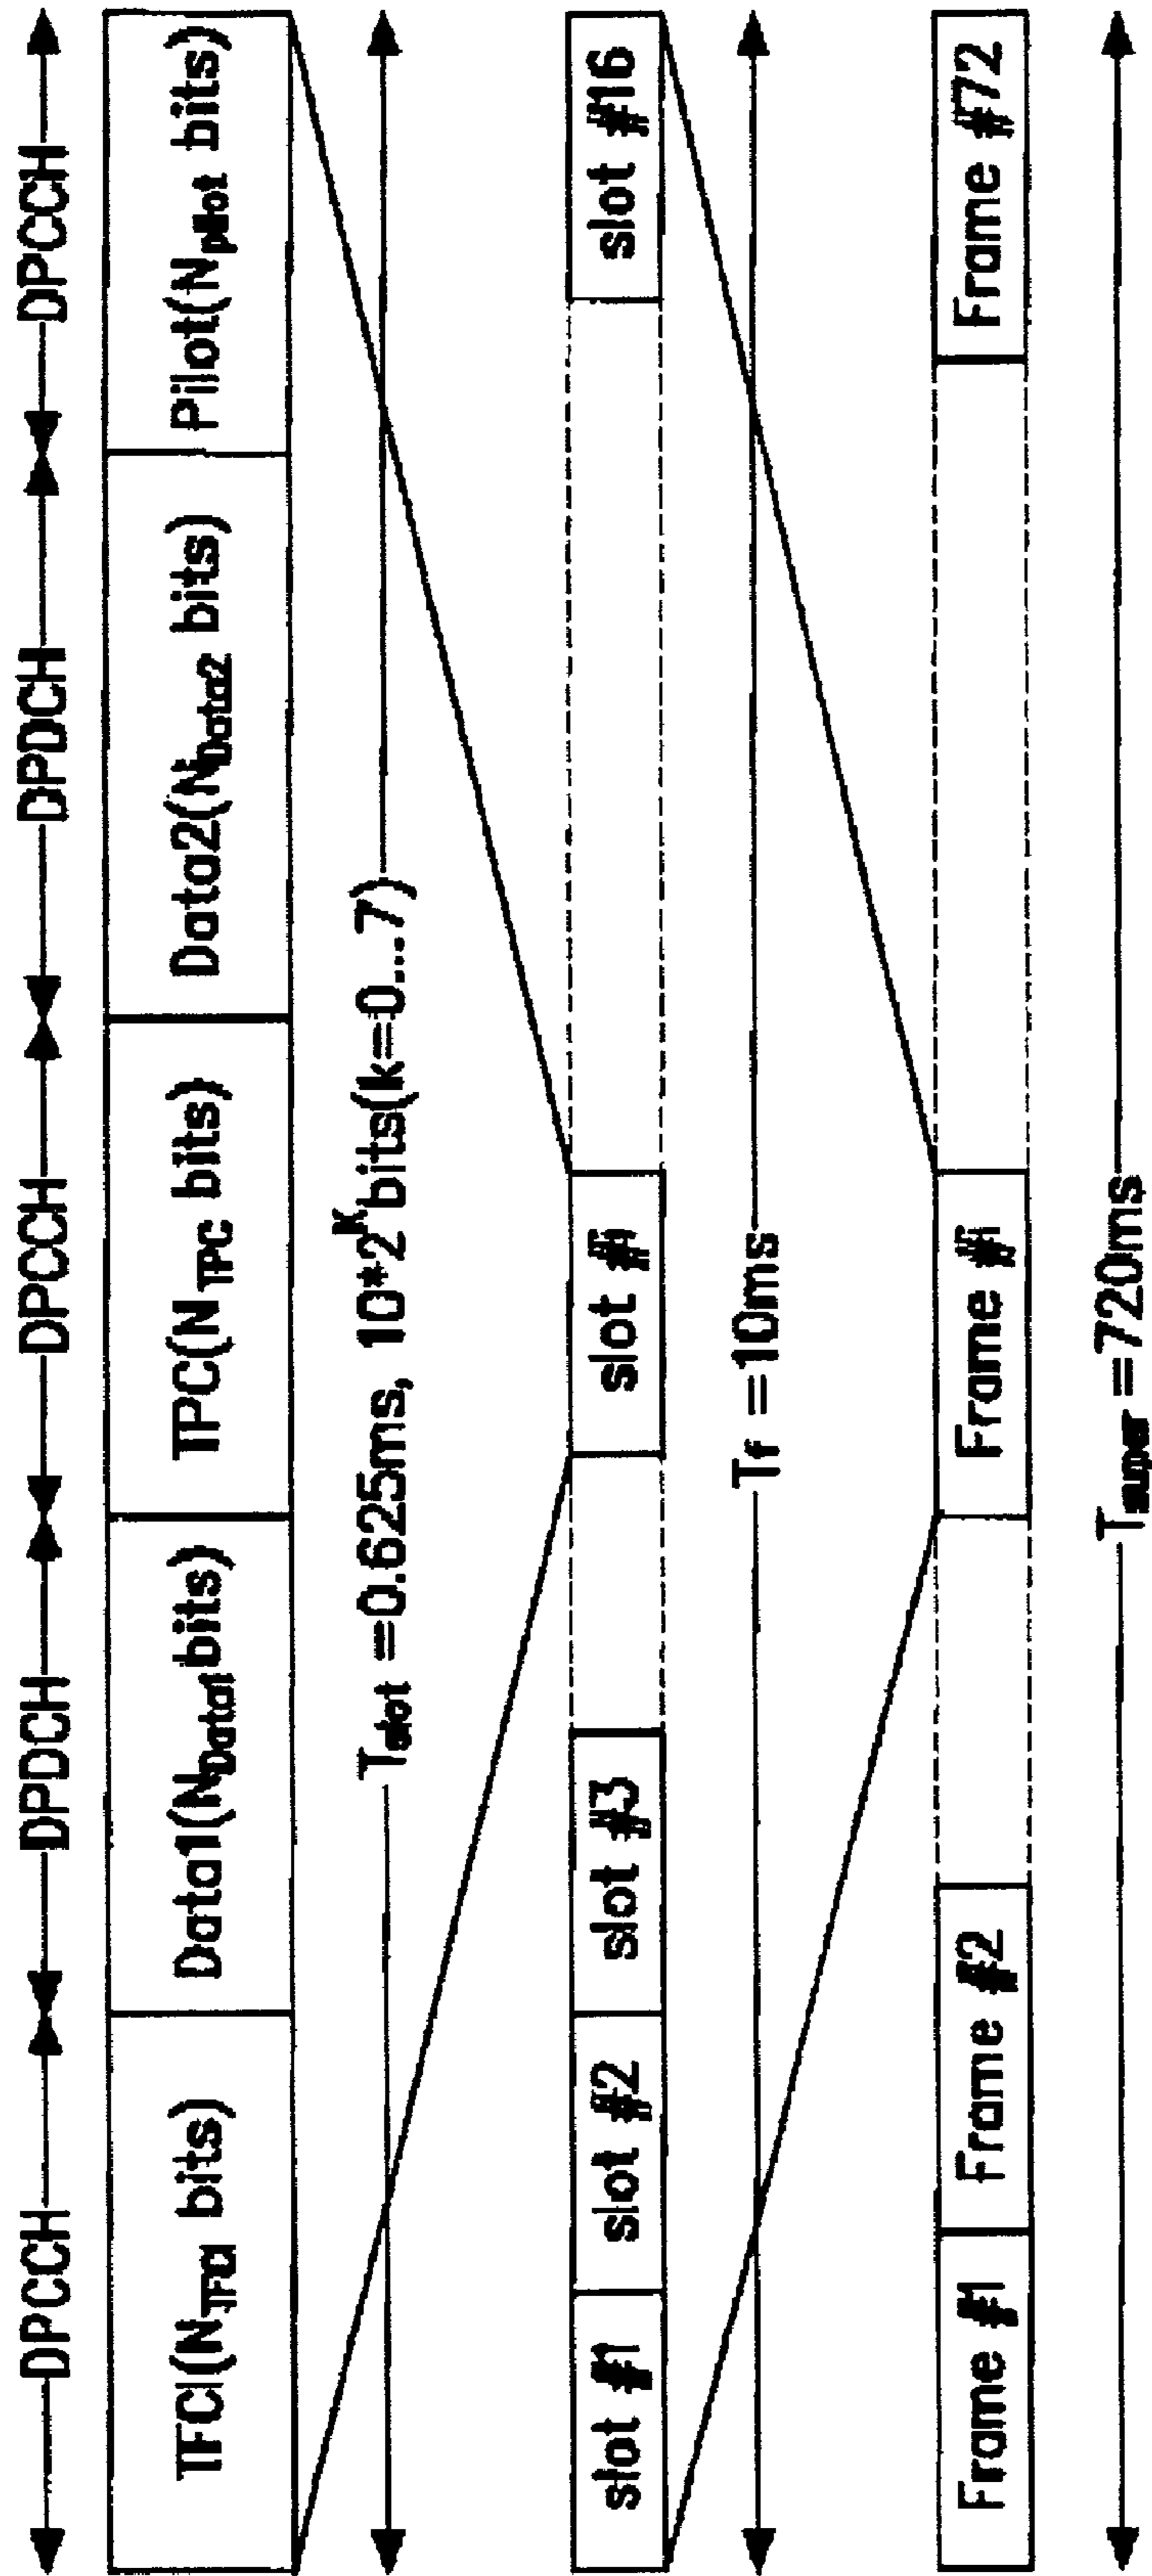 DPCCH DPDCH DPCCH DPDCH DPCCH
TFCI(N_TFCI bits) Data1(N_Data1 bits) TPC(N_TPC bits) Data2(N_Data2 bits) Pilot(N_pilot bits)
T_slot =0.625ms, 10*2^K bits(k=0...7)
slot #1 slot #2 slot #3 slot #i slot #16
T_f =10ms
Frame #1 Frame #2 Frame #i Frame #72
T_super =720ms